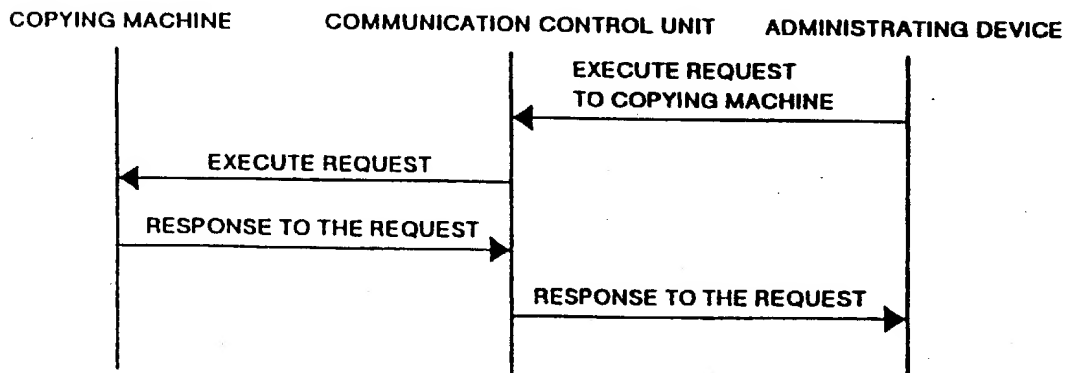 COPYING MACHINE
COMMUNICATION CONTROL UNIT
ADMINISTRATING DEVICE
EXECUTE REQUEST
TO COPYING MACHINE
EXECUTE REQUEST
RESPONSE TO THE REQUEST
RESPONSE TO THE REQUEST